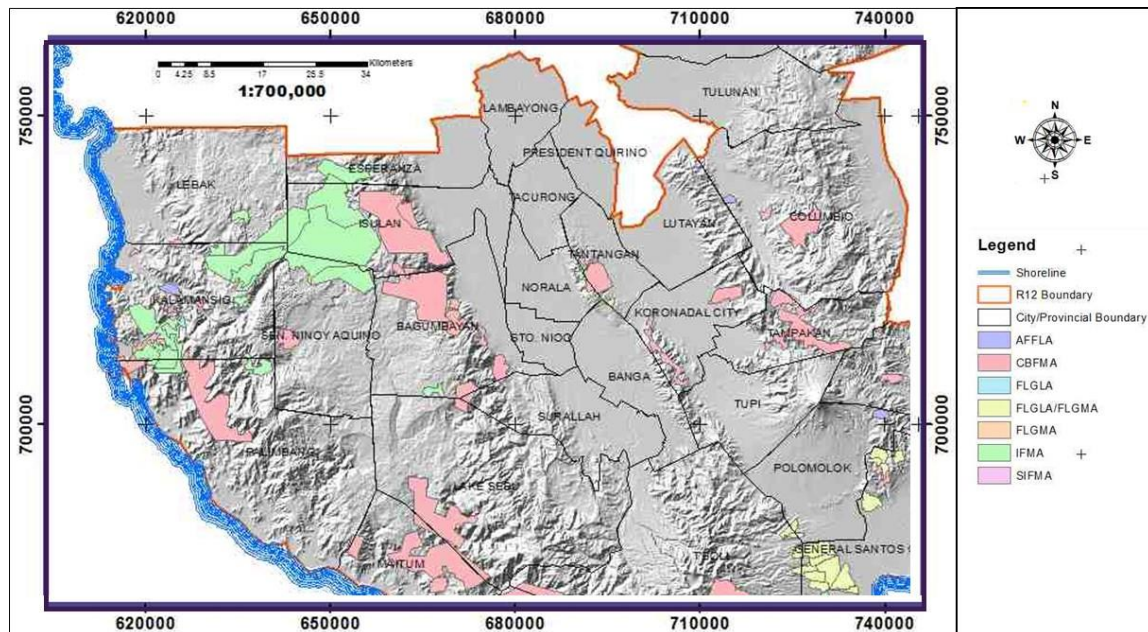 620000 650000 680000 710000 740000
Kilometers
0 4.25 8.5 17 25.5 34
1:700,000
TULUNAN
LAMBAYONG
750000 750000
N
W E
S
PRESIDENT QUIRINO
ESPERANZA
LEBAK
TACURONG
ISULAN
LUTAYAN
COLUMBIO
TANTANGAN
KALAMANSIG
NORALA
KORONADAL CITY
BAGUMBAYAN
SEN. NINOY AQUINO
STO. NIOO
TAMPAKAN
BANGA
TUPI
SURALLAH
700000 700000
PALIMBANG
POLOMOLOK
LAKE SEBU
GENERAL SANTOS C
MAITUM
T'BOLI
620000 650000 680000 710000 740000
Legend
Shoreline
R12 Boundary
City/Provincial Boundary
AFFLA
CBFMA
FLGLA
FLGLA/FLGMA
FLGMA
IFMA
SIFMA